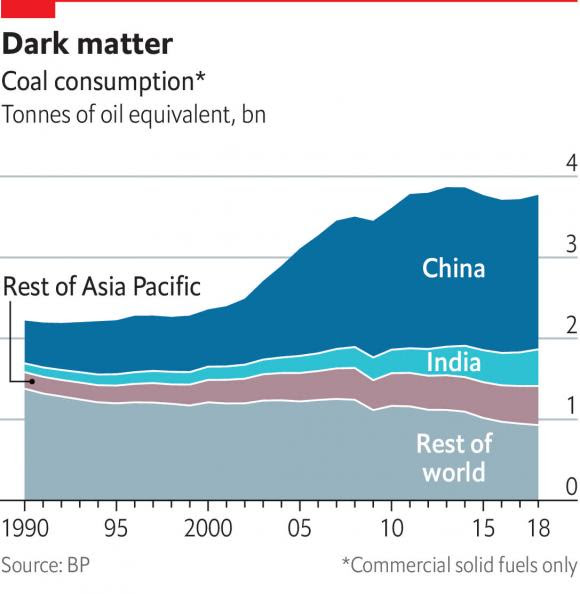 Dark matter
Coal consumption*
Tonnes of oil equivalent, bn
4
3
China
Rest of Asia Pacific
2
India
1
Rest of
world
0
1990 95 2000 05 10 15 18
Source: BP *Commercial solid fuels only